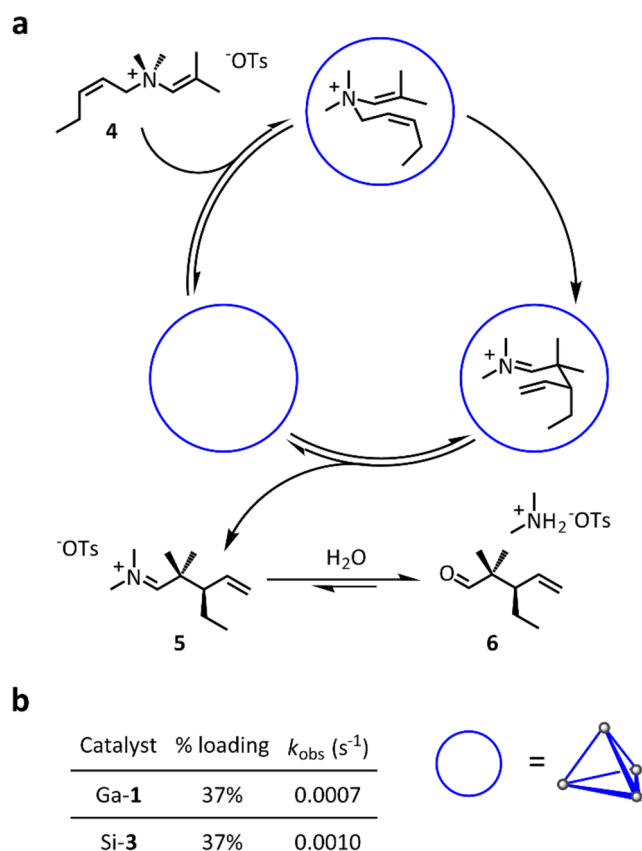 a
+
N
⁻OTs
4
+
N
+
N
⁻OTs
+
N
H₂O
O
+
NH₂⁻OTs
5
6
b
Catalyst % loading kobs (s⁻¹)
Ga-1 37% 0.0007
Si-3 37% 0.0010
=